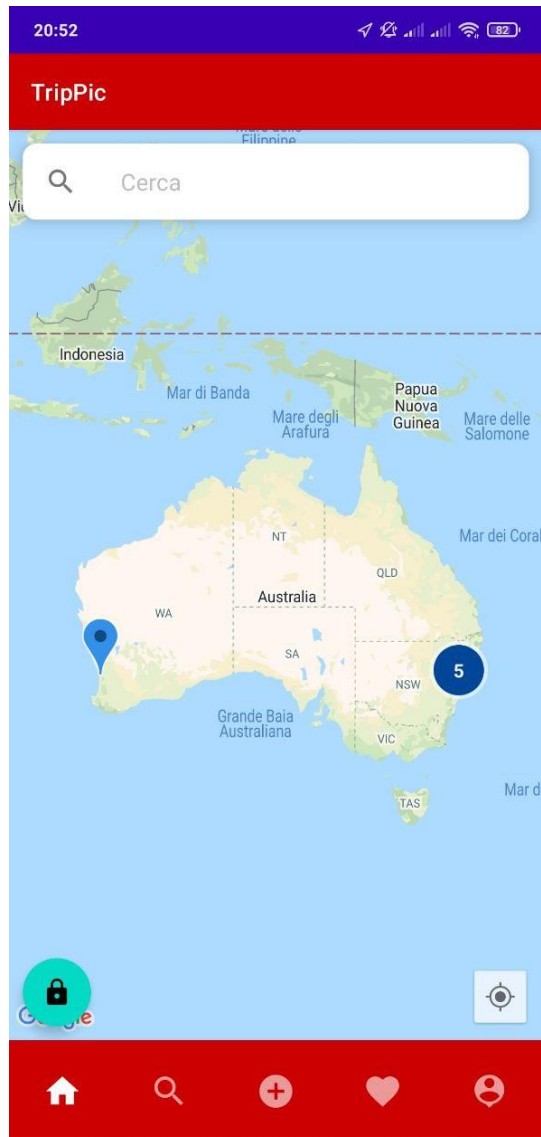 20:52
82
TripPic
Filippine
Cerca
Indonesia
Mar di Banda
Papua
Nuova
Guinea
Mare degli
Arafura
Mare delle
Salomone
NT
Mar dei Coral
QLD
Australia
WA
SA
5
NSW
Grande Baia
Australiana
VIC
Mar d
TAS